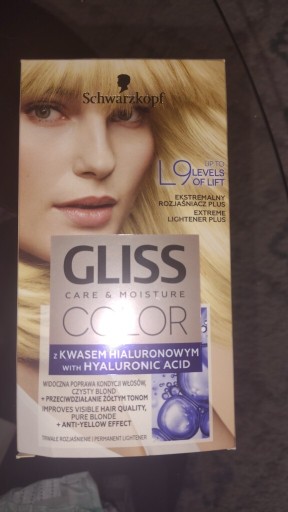 Schwarzkopf
UP TO
L9 LEVELS
OF LIFT
EKSTREMALNY
ROZJAŚNIACZ PLUS
EXTREME
LIGHTENER PLUS
GLISS
CARE & MOISTURE
COLOR
Z KWASEM HIALURONOWYM
WITH HYALURONIC ACID
WIDOCZNA POPRAWA KONDYCJI WŁOSÓW,
CZYSTY BLOND
+ PRZECIWDZIAŁANIE ŻÓŁTYM TONOM
IMPROVES VISIBLE HAIR QUALITY,
PURE BLONDE
+ ANTI-YELLOW EFFECT
TRWAŁE ROZJAŚNIENIE | PERMANENT LIGHTENER